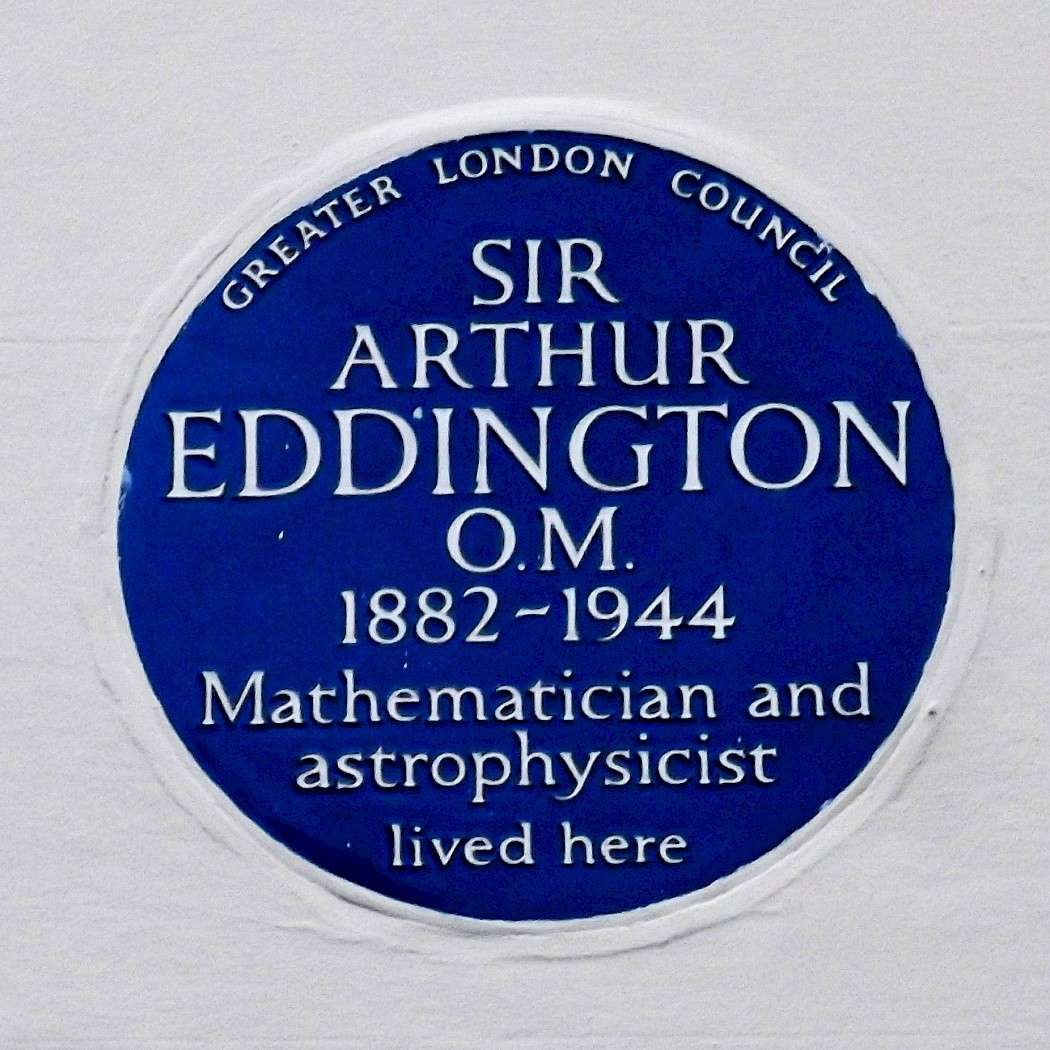 GREATER LONDON COUNCIL
SIR
ARTHUR
EDDINGTON
O.M.
1882~1944
Mathematician and
astrophysicist
lived here